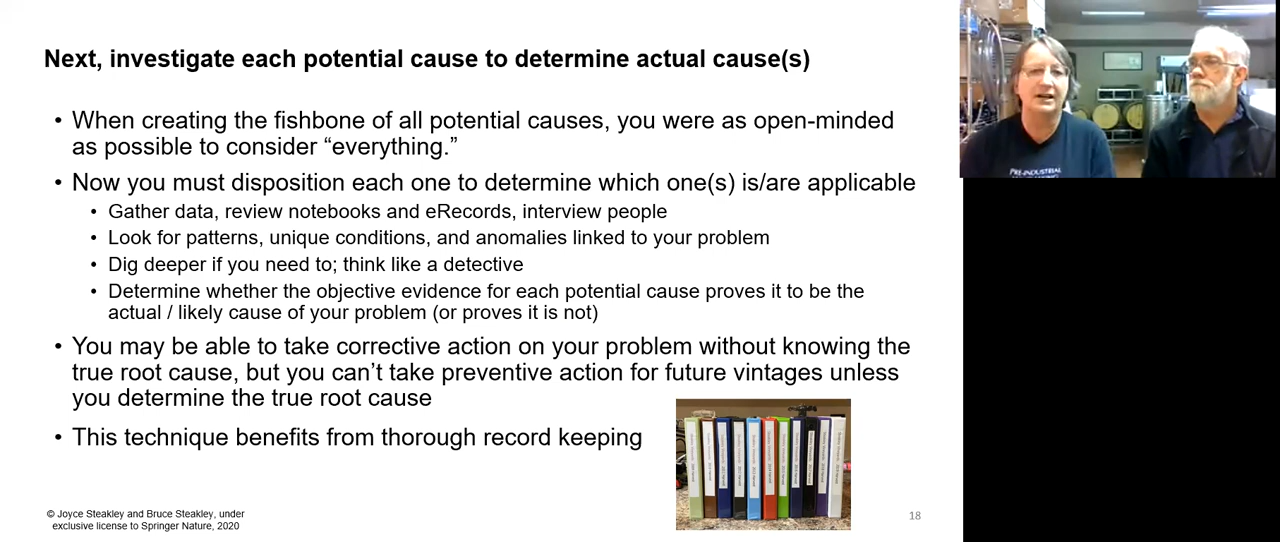 Next, investigate each potential cause to determine actual cause(s)
• When creating the fishbone of all potential causes, you were as open-minded
as possible to consider “everything.”
• Now you must disposition each one to determine which one(s) is/are applicable
• Gather data, review notebooks and eRecords, interview people
• Look for patterns, unique conditions, and anomalies linked to your problem
• Dig deeper if you need to; think like a detective
• Determine whether the objective evidence for each potential cause proves it to be the
actual / likely cause of your problem (or proves it is not)
• You may be able to take corrective action on your problem without knowing the
true root cause, but you can’t take preventive action for future vintages unless
you determine the true root cause
• This technique benefits from thorough record keeping
© Joyce Steakley and Bruce Steakley, under
exclusive license to Springer Nature, 2020
18
PRE-INDUSTRIAL